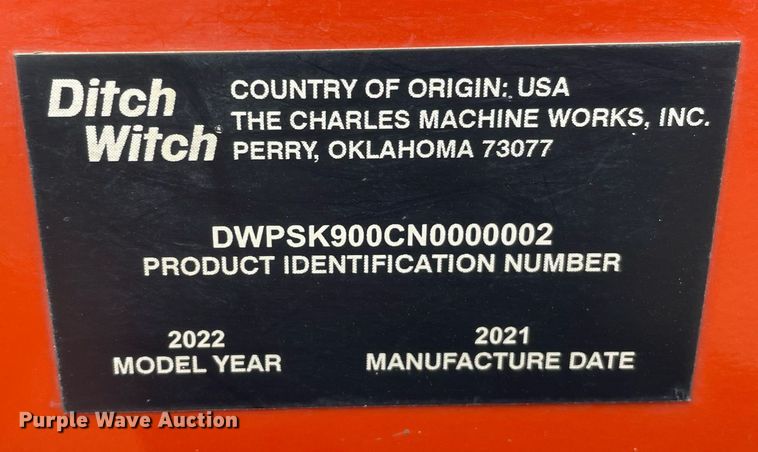 Ditch
Witch®
COUNTRY OF ORIGIN: USA
THE CHARLES MACHINE WORKS, INC.
PERRY, OKLAHOMA 73077
DWPSK900CN0000002
PRODUCT IDENTIFICATION NUMBER
2022
MODEL YEAR
2021
MANUFACTURE DATE
Purple Wave Auction